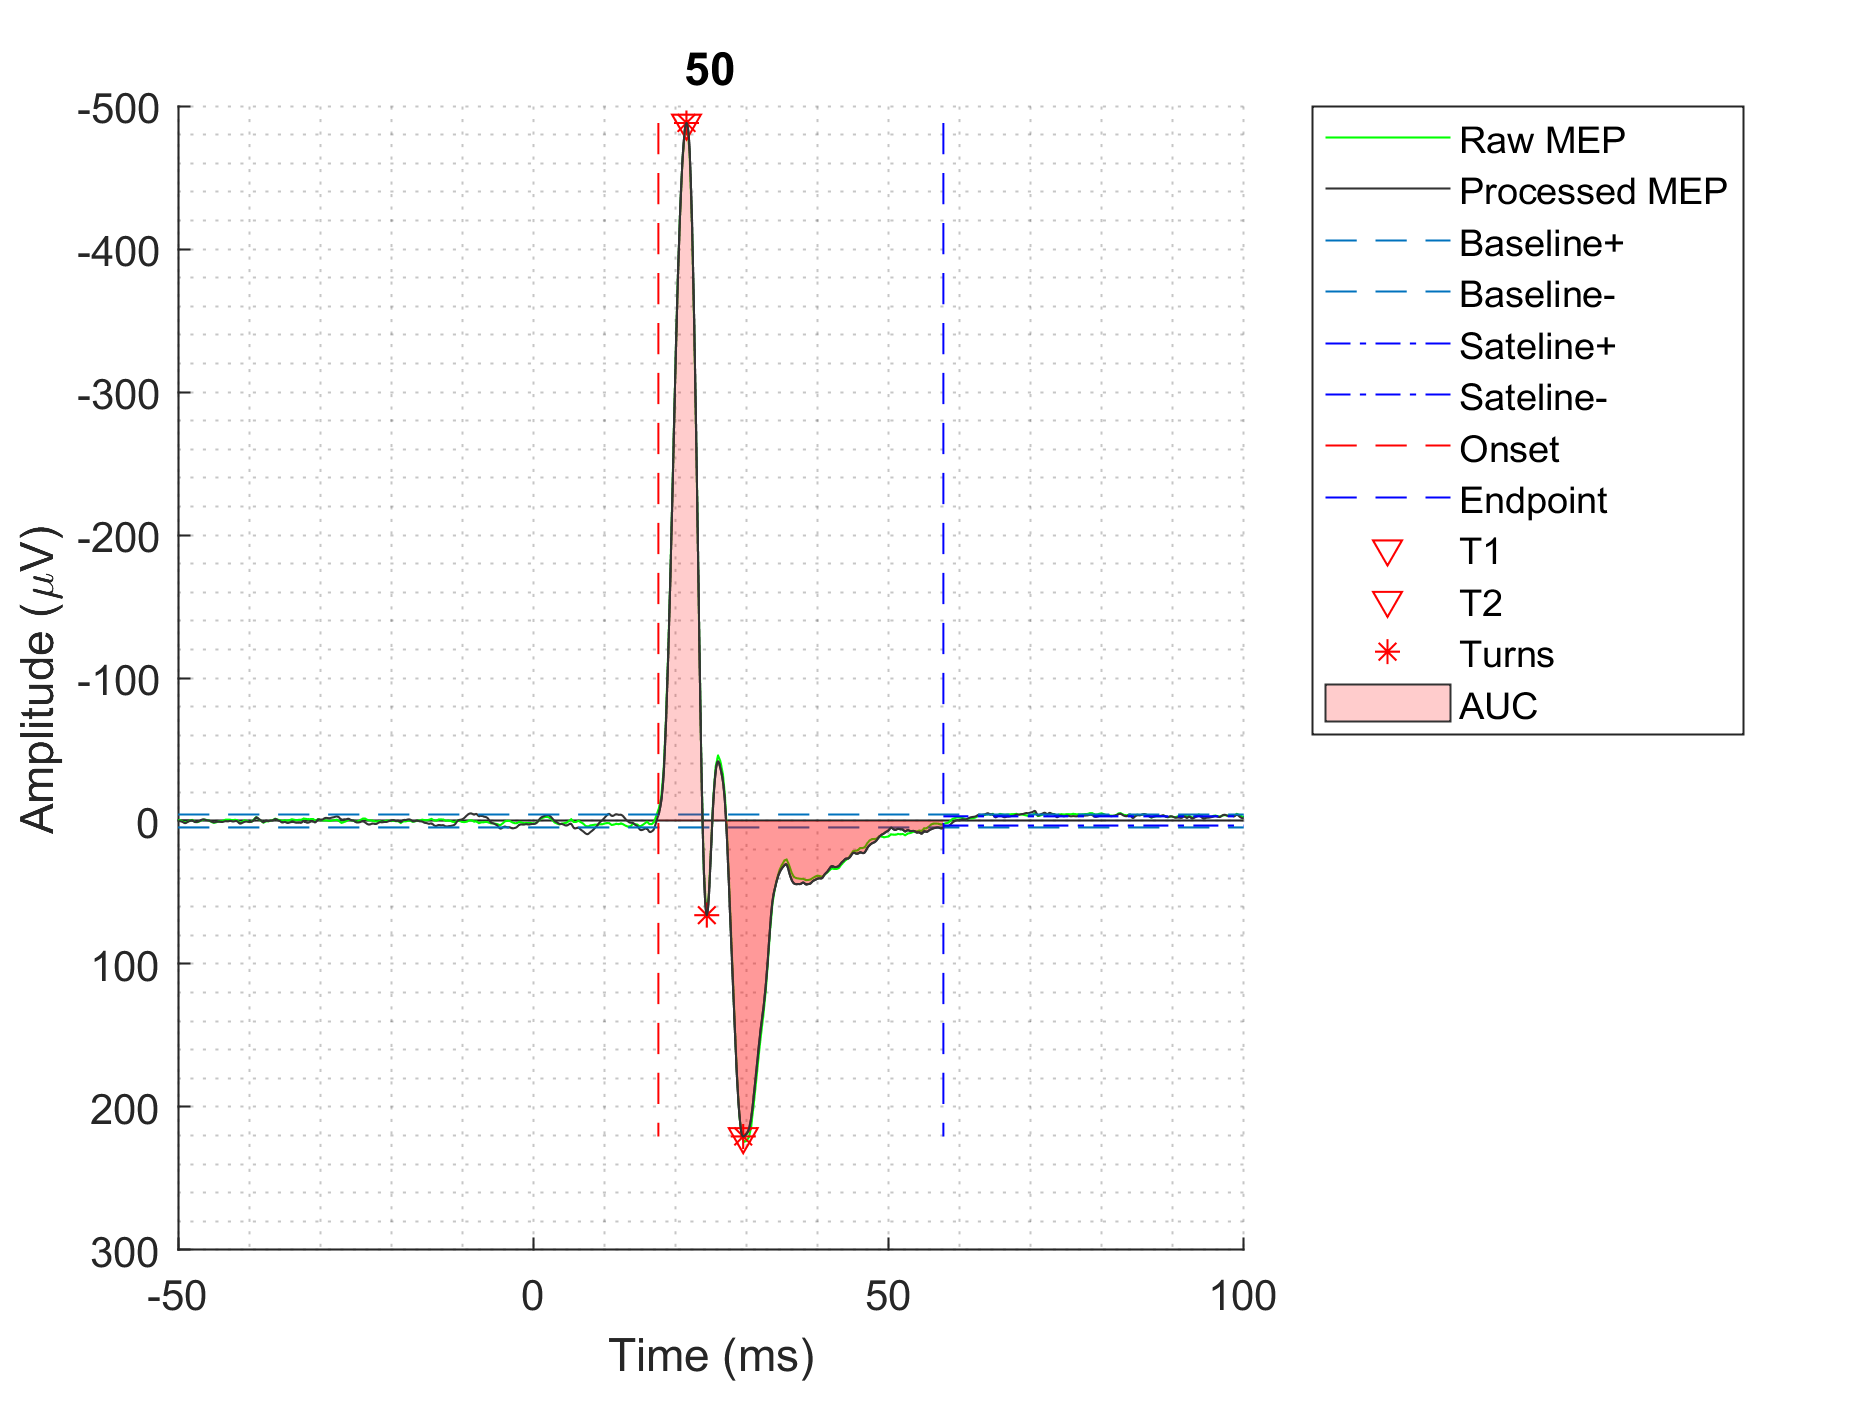 50
-500
-400
-300
-200
-100
0
100
200
300
-50
0
50
100
Amplitude (μV)
Time (ms)
Raw MEP
Processed MEP
Baseline+
Baseline-
Sateline+
Sateline-
Onset
Endpoint
T1
T2
Turns
AUC